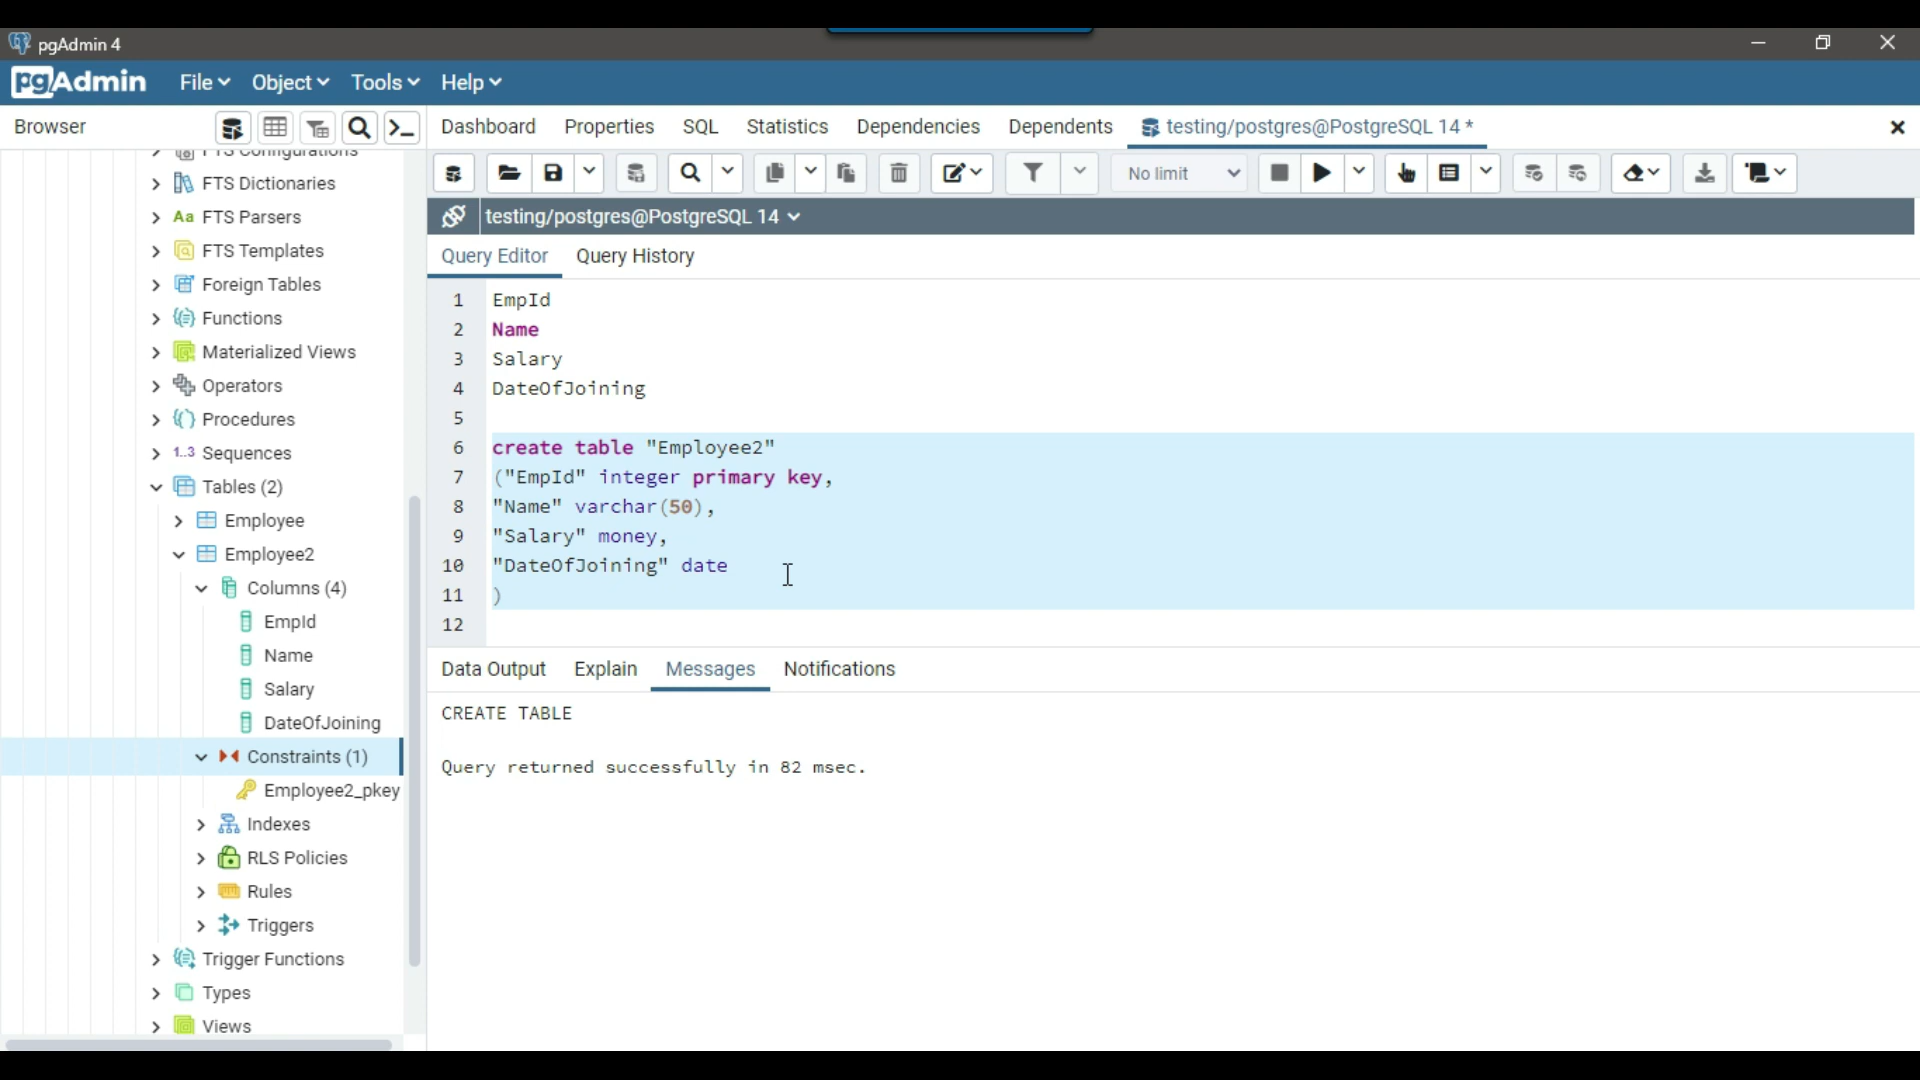 pgAdmin 4
pgAdmin File Object Tools Help
Browser
Dashboard Properties SQL Statistics Dependencies Dependents testing/postgres@PostgreSQL 14 *
No limit
testing/postgres@PostgreSQL 14
Query Editor Query History
FTS Configurations
FTS Dictionaries
Aa FTS Parsers
FTS Templates
Foreign Tables
Functions
Materialized Views
Operators
Procedures
1..3 Sequences
Tables (2)
Employee
Employee2
Columns (4)
EmpId
Name
Salary
DateOfJoining
Constraints (1)
Employee2_pkey
Indexes
RLS Policies
Rules
Triggers
Trigger Functions
Types
Views
1 EmpId
2 Name
3 Salary
4 DateOfJoining
5
6 create table "Employee2"
7 ("EmpId" integer primary key,
8 "Name" varchar(50),
9 "Salary" money,
10 "DateOfJoining" date
11 )
12
Data Output Explain Messages Notifications
CREATE TABLE
Query returned successfully in 82 msec.